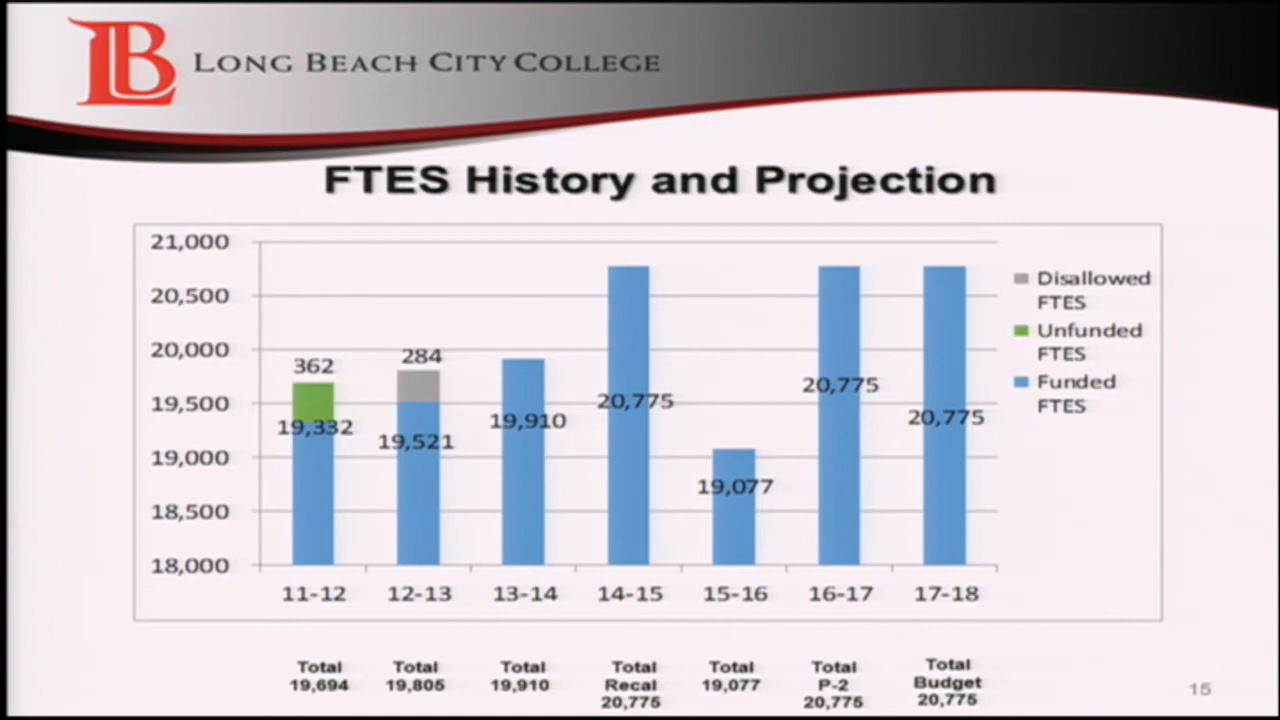 LB LONG BEACH CITY COLLEGE
FTES History and Projection
21,000
20,500
20,000
19,500
19,000
18,500
18,000
362
284
19,332
19,521
19,910
20,775
19,077
20,775
20,775
Disallowed
FTES
Unfunded
FTES
Funded
FTES
11-12 12-13 13-14 14-15 15-16 16-17 17-18
Total
19,694
Total
19,805
Total
19,910
Total
Recal
20,775
Total
19,077
Total
P-2
20,775
Total
Budget
20,775
15